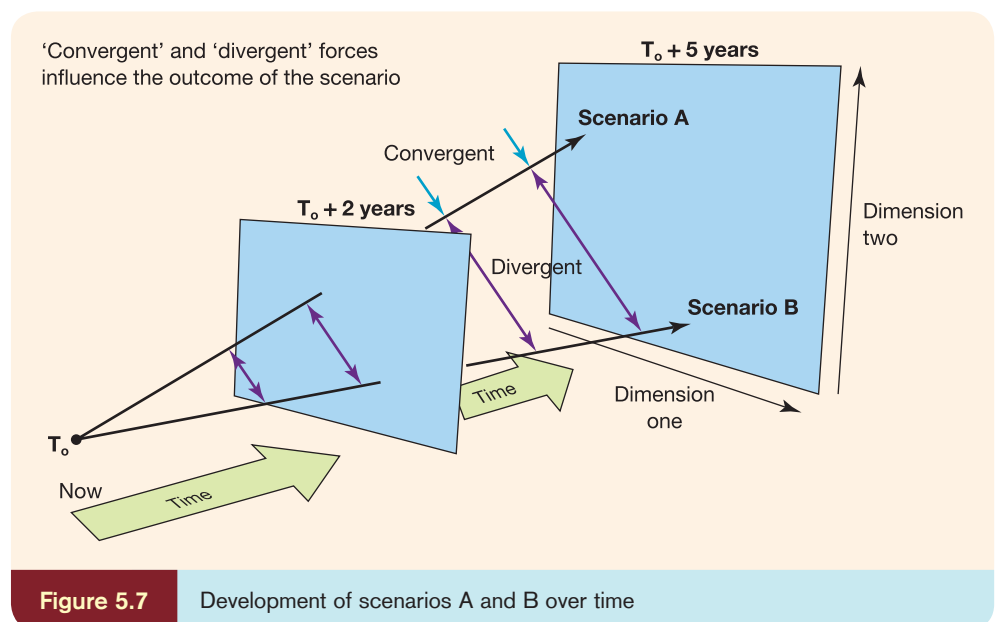 'Convergent' and 'divergent' forces
influence the outcome of the scenario
To + 5 years
Scenario A
Convergent
To + 2 years
Dimension
two
Divergent
Scenario B
Time
Dimension
one
To
Now
Time
Figure 5.7
Development of scenarios A and B over time